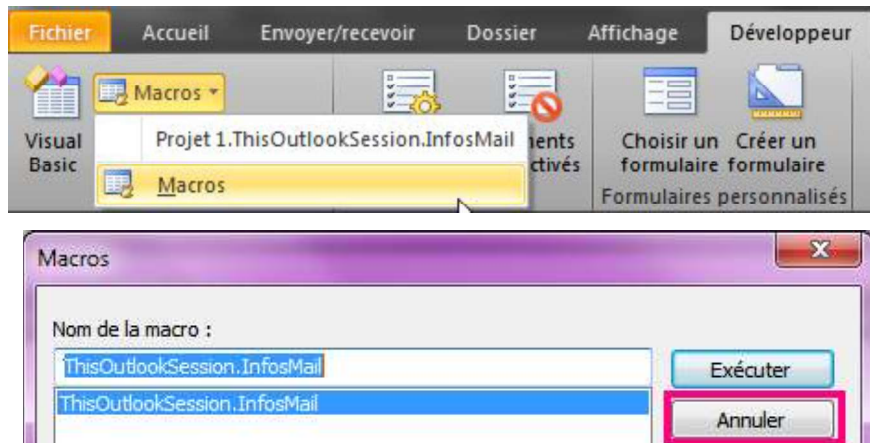 Fichier Accueil Envoyer/recevoir Dossier Affichage Développeur
Macros
Visual Basic
Projet 1.ThisOutlookSession.InfosMail
Macros
Choisir un formulaire
Créer un formulaire
Formulaires personnalisés
Macros
Nom de la macro :
ThisOutlookSession.InfosMail
Exécuter
ThisOutlookSession.InfosMail
Annuler